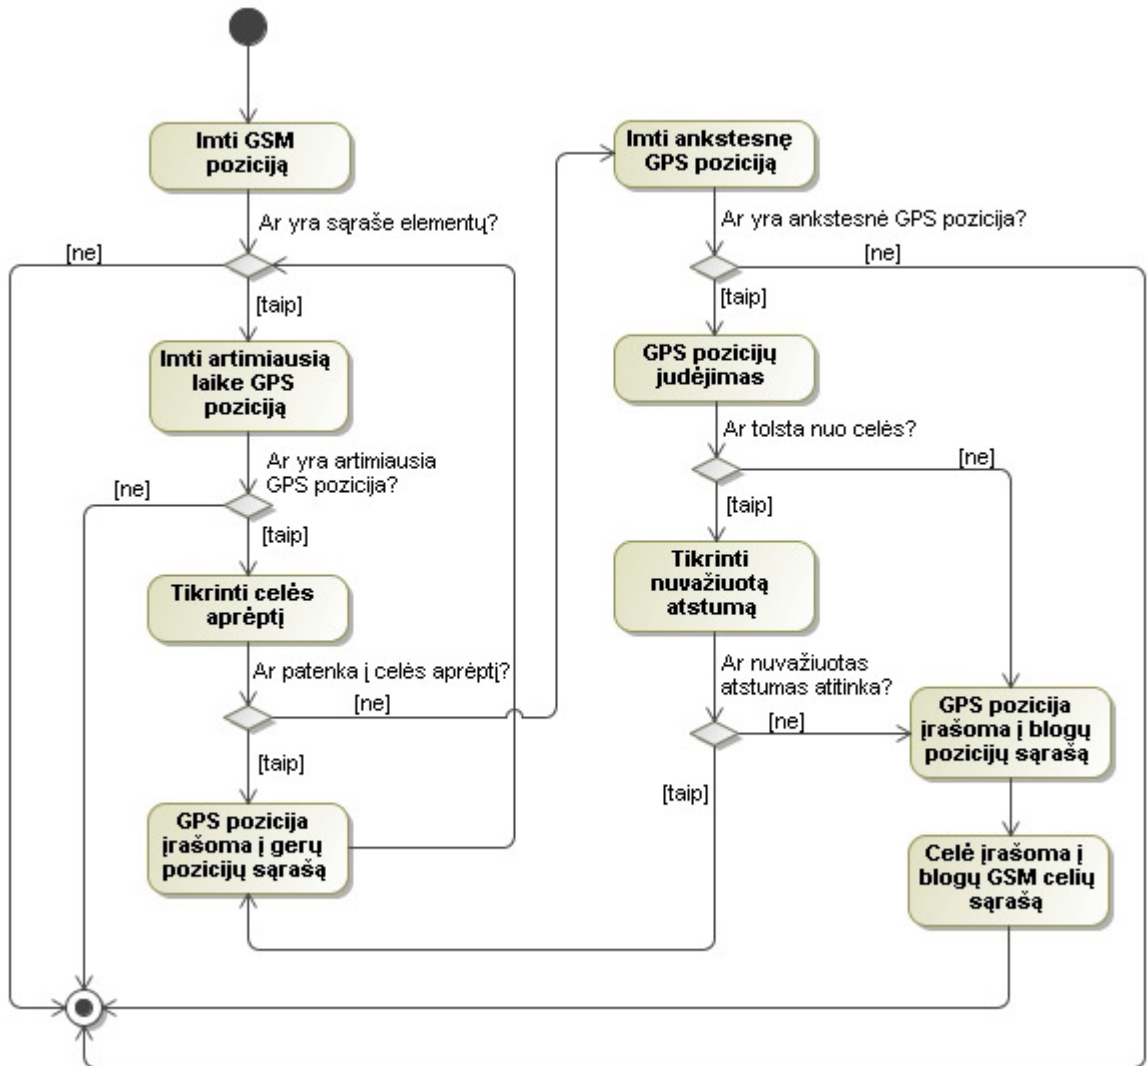 Imti GSM
poziciją
Ar yra sąraše elementų?
[ne]
[taip]
Imti artimiausią
laike GPS
poziciją
Ar yra artimiausia
GPS pozicija?
[ne]
[taip]
Tikrinti celės
aprėptį
Ar patenka į celės aprėptį?
[ne]
[taip]
GPS pozicija
įrašoma į gerų
pozicijų sąrašą
Imti ankstesnę
GPS poziciją
Ar yra ankstesnė GPS pozicija?
[ne]
[taip]
GPS pozicijų
judėjimas
Ar tolsta nuo celės?
[ne]
[taip]
Tikrinti
nuvažiuotą
atstumą
Ar nuvažiuotas
atstumas atitinka?
[ne]
[taip]
GPS pozicija
įrašoma į blogų
pozicijų sąrašą
Celė įrašoma į
blogų GSM celių
sąrašą